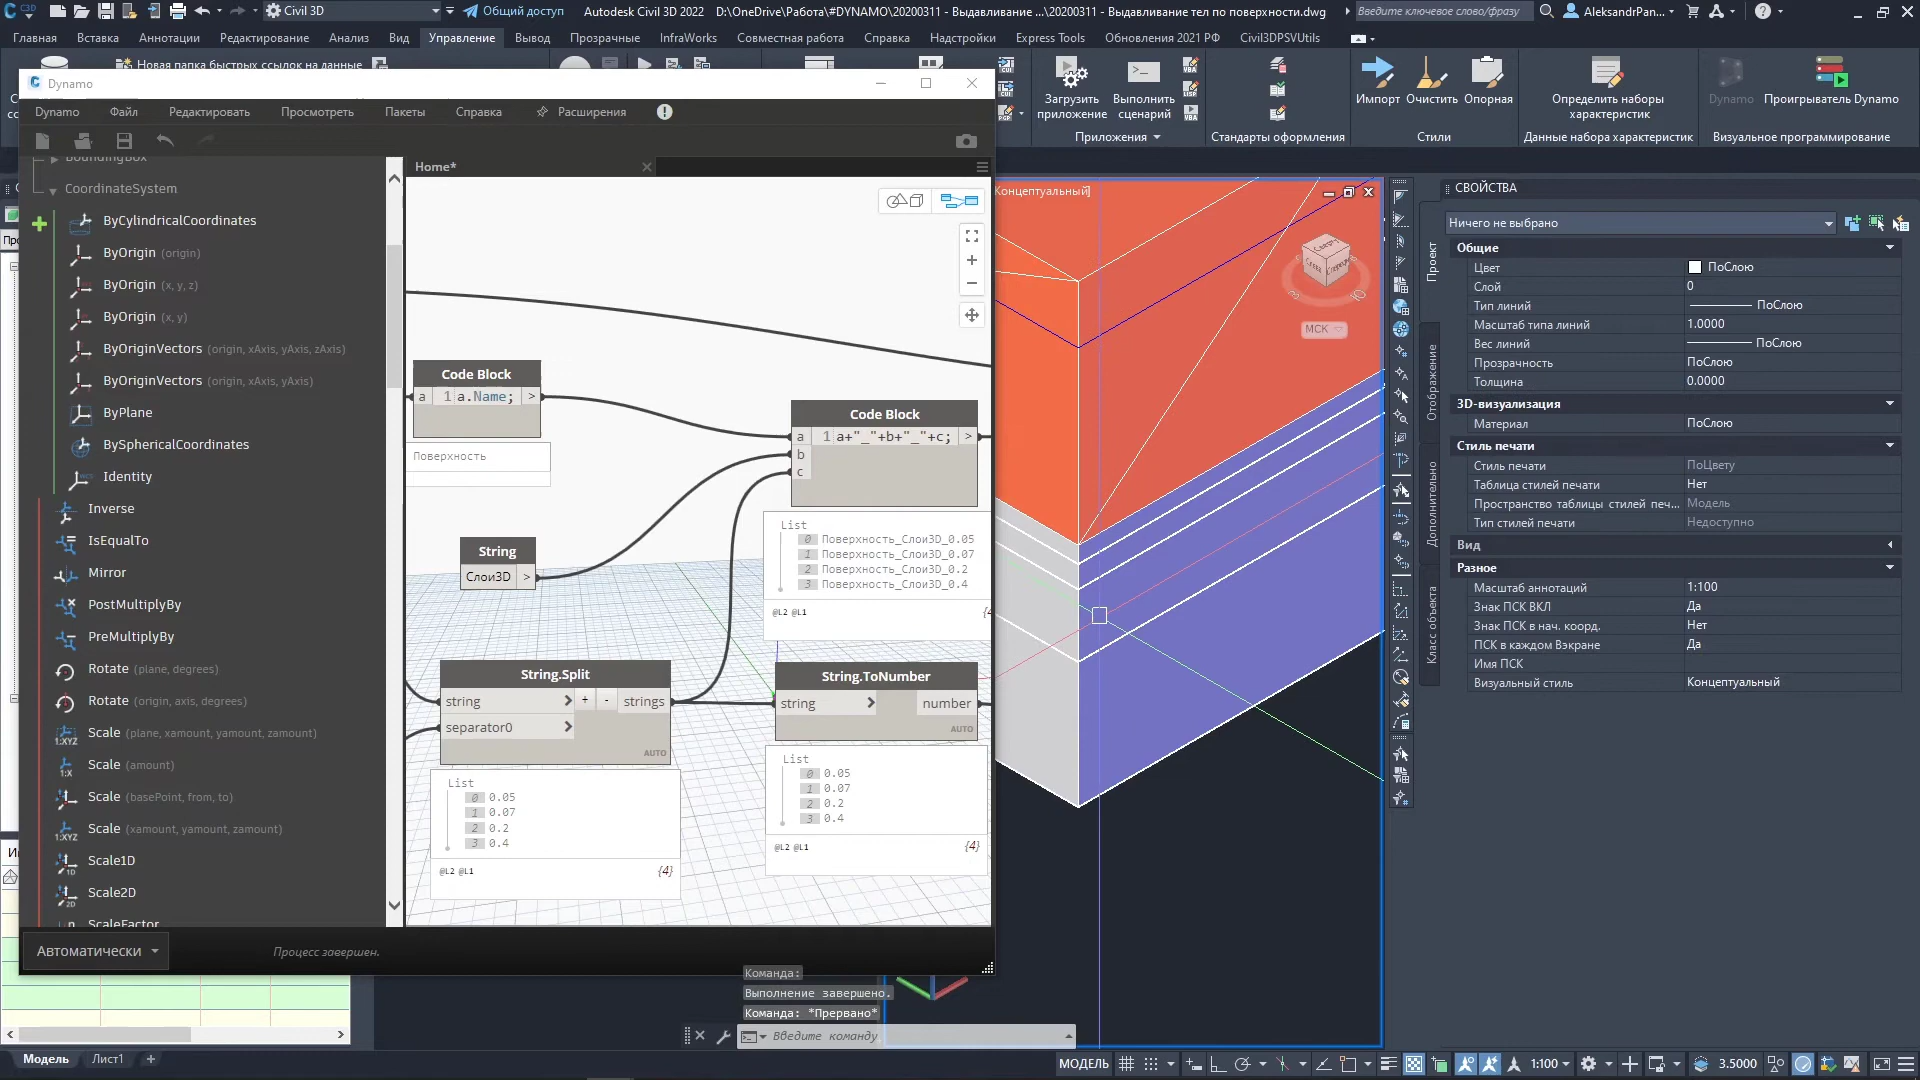 Civil 3D
Общий доступ
Autodesk Civil 3D 2022
D:\OneDrive\Работа\#DYNAMO\20200311 - Выдавливание ...\20200311 - Выдавливание тел по поверхности.dwg
Введите ключевое слово/фразу
AleksandrPan...
Главная Вставка Аннотации Редактирование Анализ Вид Управление Вывод Прозрачные InfraWorks Совместная работа Справка Надстройки Express Tools Обновления 2021 РФ Civil3DPSVUtils
Новая папка быстрых ссылок на данные
Загрузить приложение
Выполнить сценарий
Приложения
Стандарты оформления
Импорт Очистить Опорная
Стили
Определить наборы характеристик
Данные набора характеристик
Dynamo
Проигрыватель Dynamo
Визуальное программирование
Dynamo
Dynamo Файл Редактировать Просмотреть Пакеты Справка Расширения
Home*
BoundingBox
CoordinateSystem
ByCylindricalCoordinates
ByOrigin (origin)
ByOrigin (x, y, z)
ByOrigin (x, y)
ByOriginVectors (origin, xAxis, yAxis, zAxis)
ByOriginVectors (origin, xAxis, yAxis)
ByPlane
BySphericalCoordinates
Identity
Inverse
IsEqualTo
Mirror
PostMultiplyBy
PreMultiplyBy
Rotate (plane, degrees)
Rotate (origin, axis, degrees)
Scale (plane, xamount, yamount, zamount)
Scale (amount)
Scale (basePoint, from, to)
Scale (xamount, yamount, zamount)
Scale1D
Scale2D
ScaleFactor
Автоматически
Процесс завершен.
Code Block
a 1 a.Name; >
Поверхность
Code Block
a 1 a+"_"+b+"_"+c; >
b
c
List
0 Поверхность_Слои3D_0.05
1 Поверхность_Слои3D_0.07
2 Поверхность_Слои3D_0.2
3 Поверхность_Слои3D_0.4
@L2 @L1
String
Слои3D >
String.Split
string > + - strings
separator0 >
AUTO
List
0 0.05
1 0.07
2 0.2
3 0.4
@L2 @L1 {4}
String.ToNumber
string > number
AUTO
List
0 0.05
1 0.07
2 0.2
3 0.4
@L2 @L1 {4}
Концептуальный]
МСК
СВОЙСТВА
Ничего не выбрано
Общие
Цвет ПоСлою
Слой 0
Тип линий ПоСлою
Масштаб типа линий 1.0000
Вес линий ПоСлою
Прозрачность ПоСлою
Толщина 0.0000
3D-визуализация
Материал ПоСлою
Стиль печати
Стиль печати ПоЦвету
Таблица стилей печати Нет
Пространство таблицы стилей печ... Модель
Тип стилей печати Недоступно
Вид
Разное
Масштаб аннотаций 1:100
Знак ПСК ВКЛ Да
Знак ПСК в нач. коорд. Нет
ПСК в каждом Вэкране Да
Имя ПСК
Визуальный стиль Концептуальный
Проект
Отображение
Дополнительно
Класс объекта
Команда:
Выполнение завершено.
Команда: *Прервано*
Введите команду
Модель Лист1 +
МОДЕЛЬ
1:100
3.5000